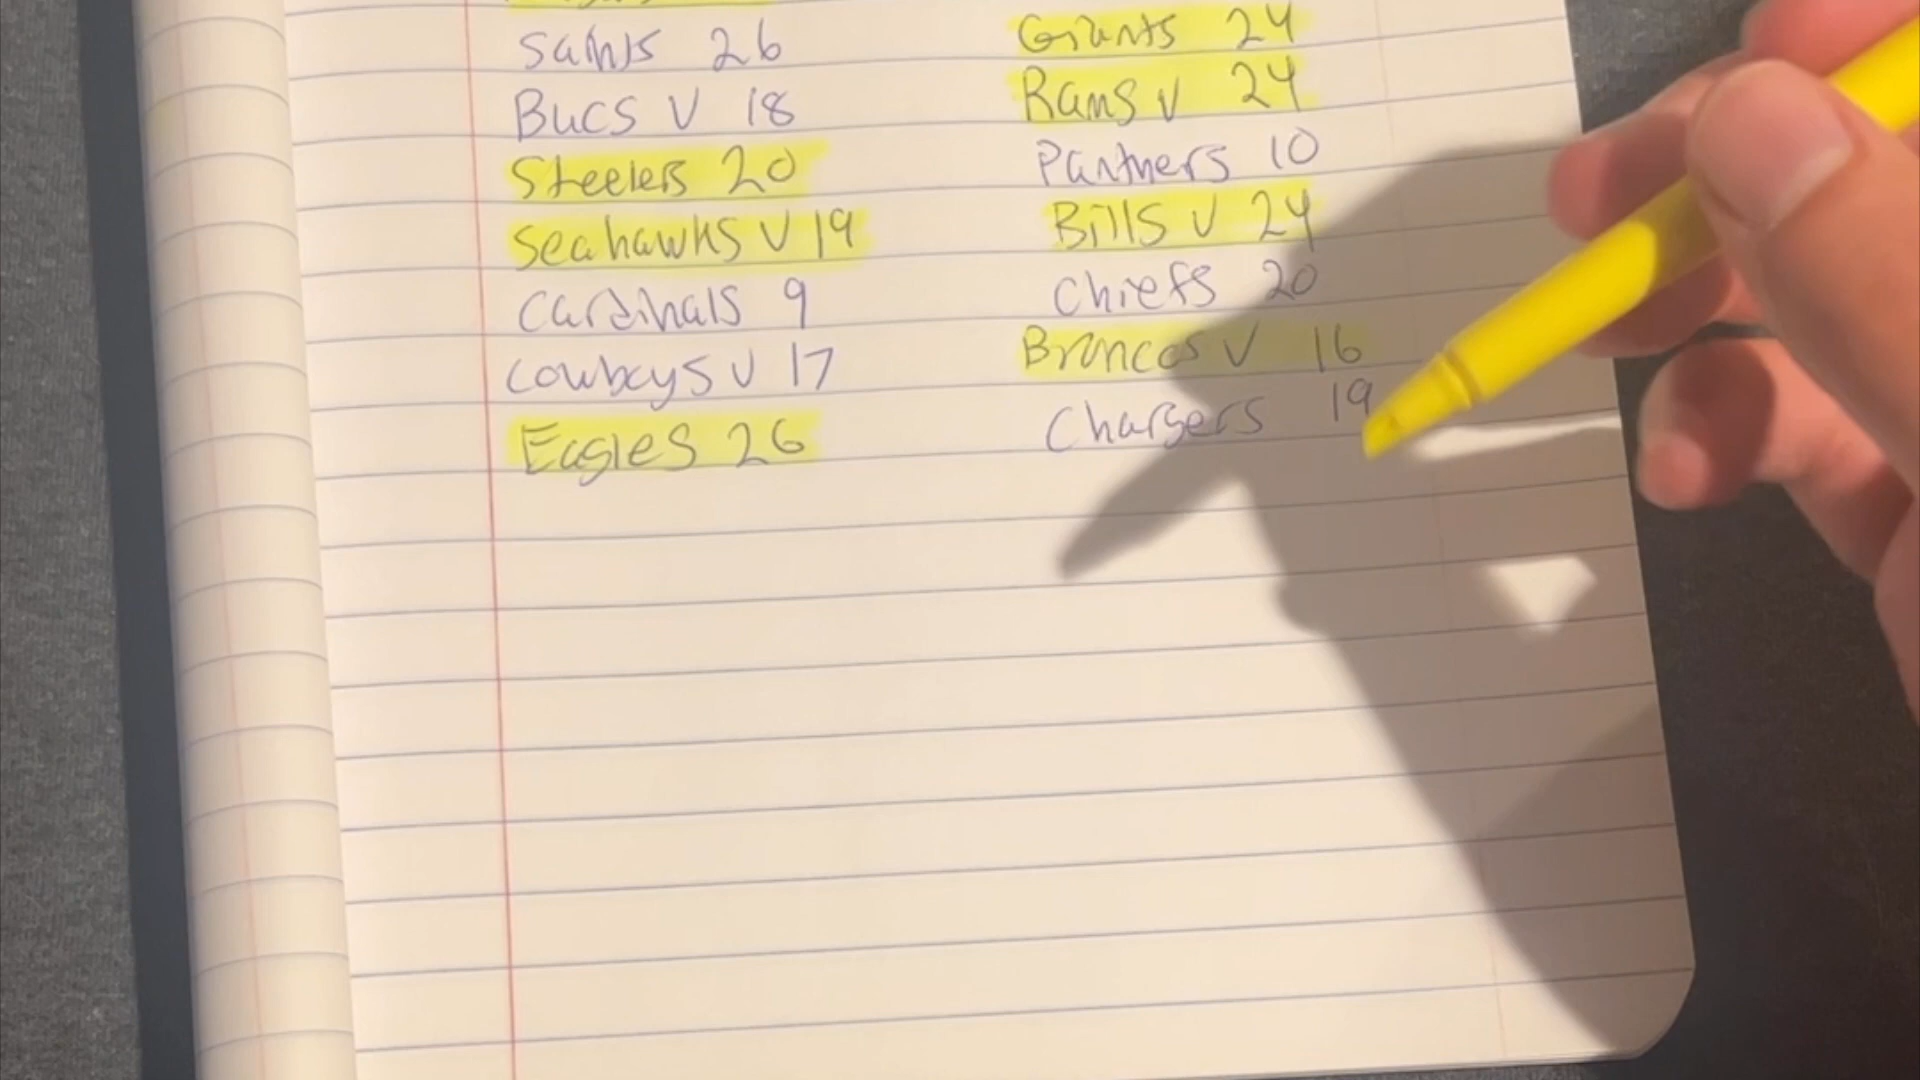 Saints 26
Bucs V 18
Steelers 20
Seahawks V 19
Cardinals 9
Cowboys V 17
Eagles 26
Giants 24
Rams V 24
Panthers 10
Bills V 24
Chiefs 20
Broncos V 16
Chargers 19